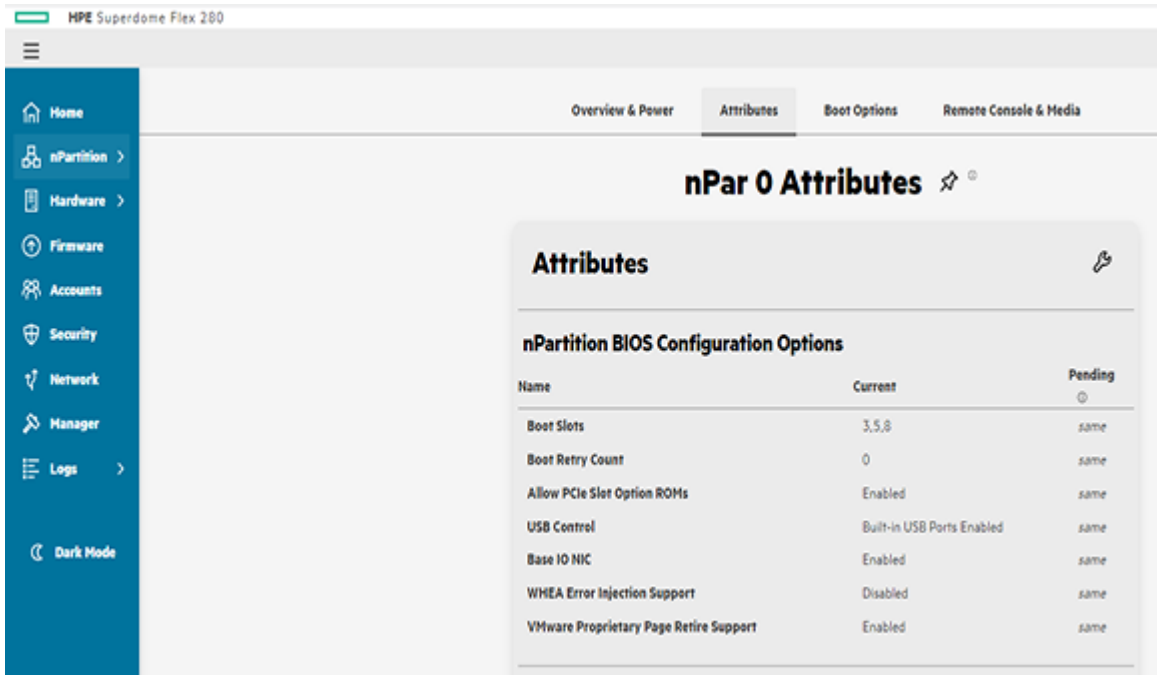 HPE Superdome Flex 280
Home
nPartition
Hardware
Firmware
Accounts
Security
Network
Manager
Logs
Dark Mode
Overview & Power Attributes Boot Options Remote Console & Media
nPar 0 Attributes
Attributes
nPartition BIOS Configuration Options
Name Current Pending
Boot Slots 3,5,8 same
Boot Retry Count 0 same
Allow PCIe Slot Option ROMs Enabled same
USB Control Built-in USB Ports Enabled same
Base IO NIC Enabled same
WHEA Error Injection Support Disabled same
VMware Proprietary Page Retire Support Enabled same